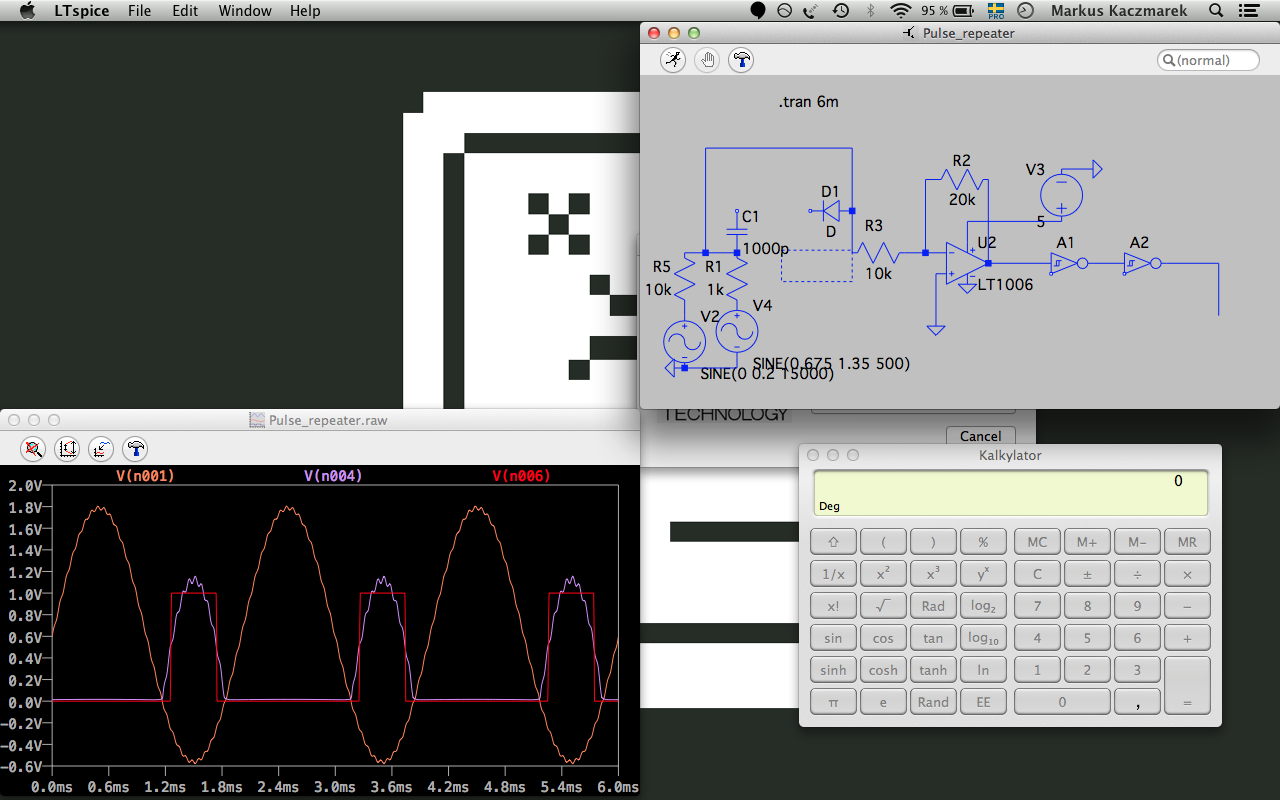 LTspice File Edit Window Help 95 % PRO Markus Kaczmarek
Pulse_repeater
(normal)
.tran 6m
R2
V3
20k
D1
C1
D
R3
5
U2
A1
A2
1000p
R5
R1
10k
1k
10k
LT1006
V4
V2
SINE(0.675 1.35 500)
SINE(0 0.2 15000)
TECHNOLOGY
Cancel
Pulse_repeater.raw
V(n001) V(n004) V(n006)
2.0V
1.8V
1.6V
1.4V
1.2V
1.0V
0.8V
0.6V
0.4V
0.2V
0.0V
-0.2V
-0.4V
-0.6V
0.0ms 0.6ms 1.2ms 1.8ms 2.4ms 3.0ms 3.6ms 4.2ms 4.8ms 5.4ms 6.0ms
Kalkylator
0
Deg
⇧ ( ) % MC M+ M- MR
1/x x² x³ yˣ C ± ÷ ×
x! √ Rad log₂ 7 8 9 −
sin cos tan log₁₀ 4 5 6 +
sinh cosh tanh ln 1 2 3
π e Rand EE 0 , =